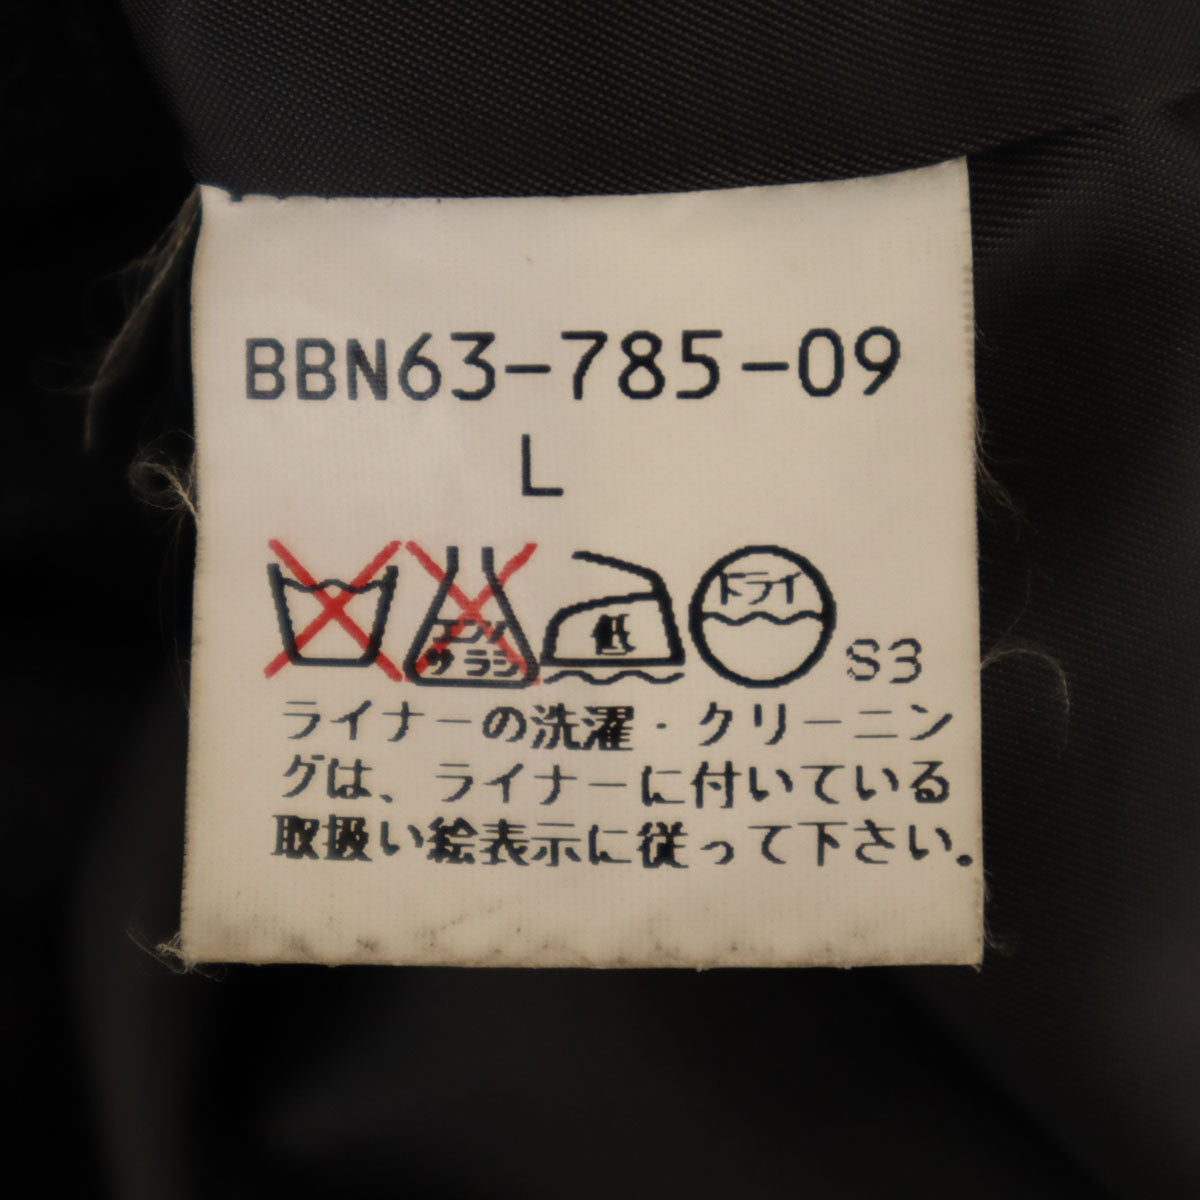 BBN63-785-09
L
エンソ
サラシ
低
ドライ
S3
ライナーの洗濯・クリーニン
グは、ライナーに付いている
取扱い絵表示に従って下さい。